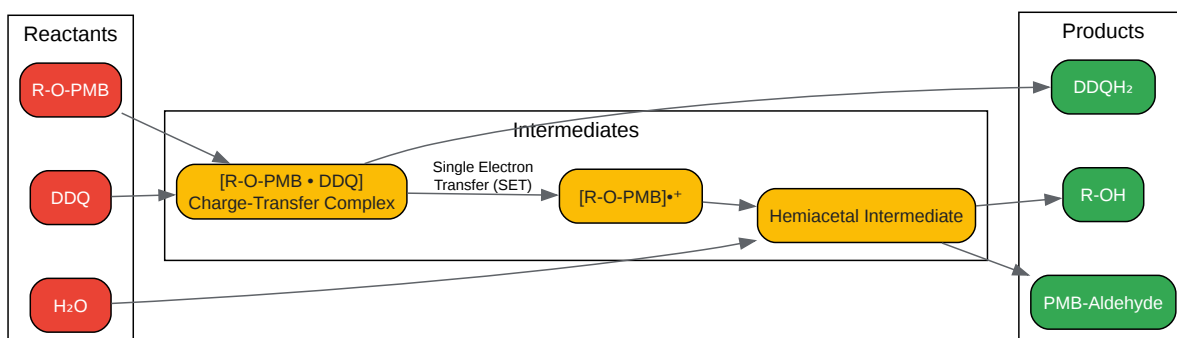 Reactants
R-O-PMB
DDQ
H₂O
Intermediates
[R-O-PMB • DDQ]
Charge-Transfer Complex
Single Electron
Transfer (SET)
[R-O-PMB]•⁺
Hemiacetal Intermediate
Products
DDQH₂
R-OH
PMB-Aldehyde